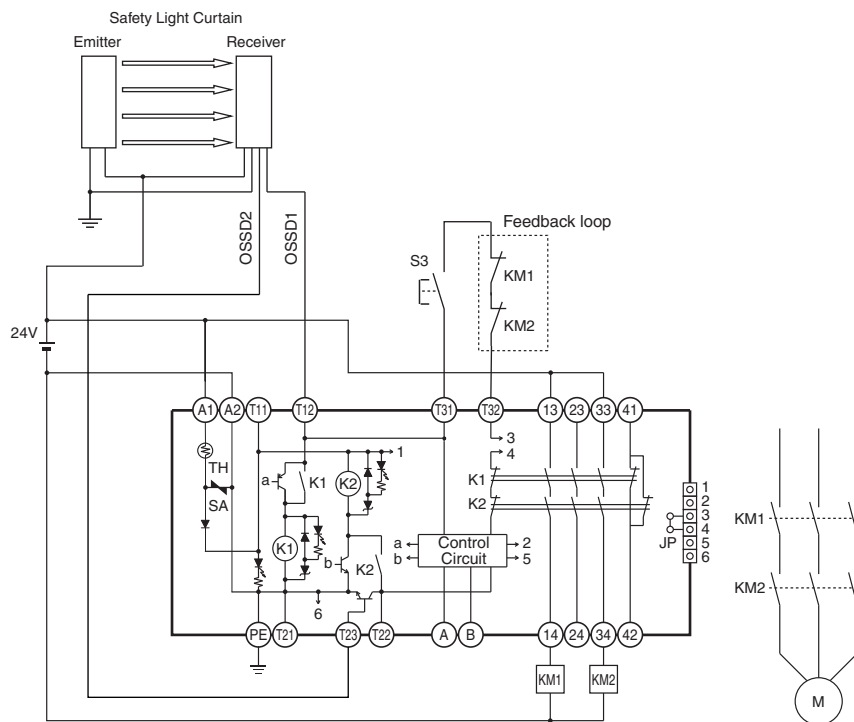 Safety Light Curtain
Emitter
Receiver
OSSD2
OSSD1
Feedback loop
S3
KM1
KM2
24V
A1
A2
T11
T12
T31
T32
13
23
33
41
TH
SA
a
K1
K2
1
3
4
K1
K2
K1
b
K2
a
b
Control
Circuit
2
5
6
JP
1
2
3
4
5
6
KM1
KM2
PE
T21
T23
T22
A
B
14
24
34
42
KM1
KM2
M